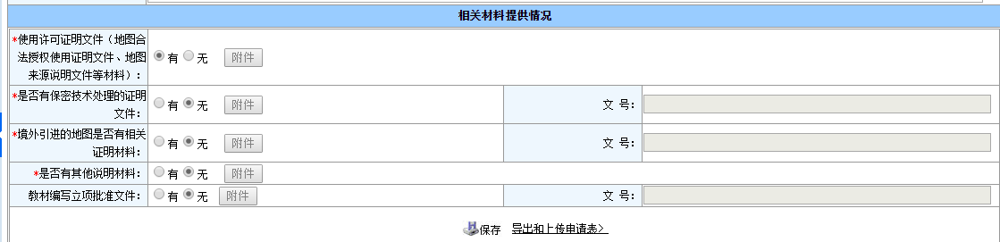 相关材料提供情况
*使用许可证明文件（地图合
法授权使用证明文件、地图
来源说明文件等材料）：
有 无 附件
*是否有保密技术处理的证明
文件：
有 无 附件 文 号：
*境外引进的地图是否有相关
证明材料：
有 无 附件 文 号：
*是否有其他说明材料： 有 无 附件
教材编写立项批准文件： 有 无 附件 文 号：
保存 导出和上传申请表>